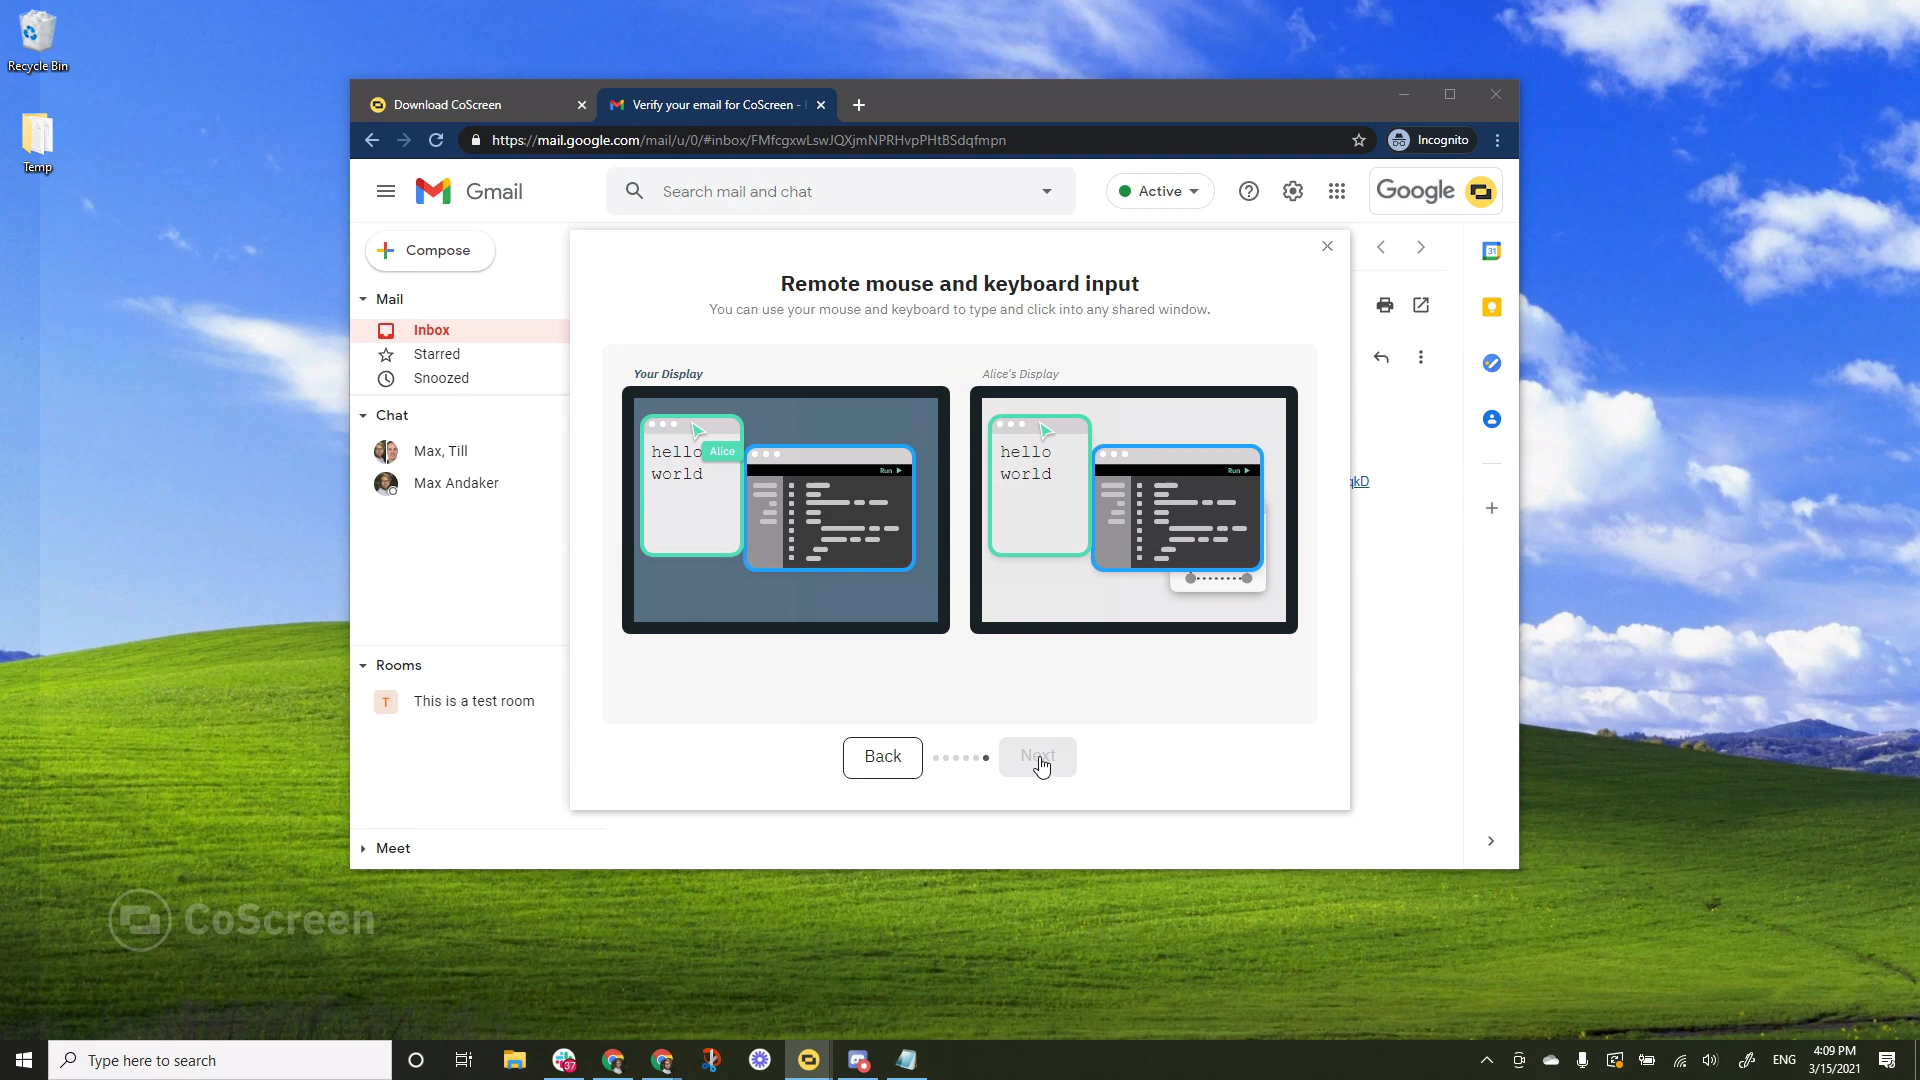 Recycle Bin
Temp
Download CoScreen
Verify your email for CoScreen -
https://mail.google.com/mail/u/0/#inbox/FMfcgxwLswJQXjmNPRHvpPHtBSdqfmpn
Incognito
Gmail
Search mail and chat
Active
Google
Compose
Mail
Inbox
Starred
Snoozed
Chat
Max, Till
Max Andaker
Rooms
T
This is a test room
Meet
31
Remote mouse and keyboard input
You can use your mouse and keyboard to type and click into any shared window.
Your Display
Alice's Display
hello
world
Alice
Run
hello
world
Run
qkD
Back
Next
CoScreen
Type here to search
37
ENG
4:09 PM
3/15/2021